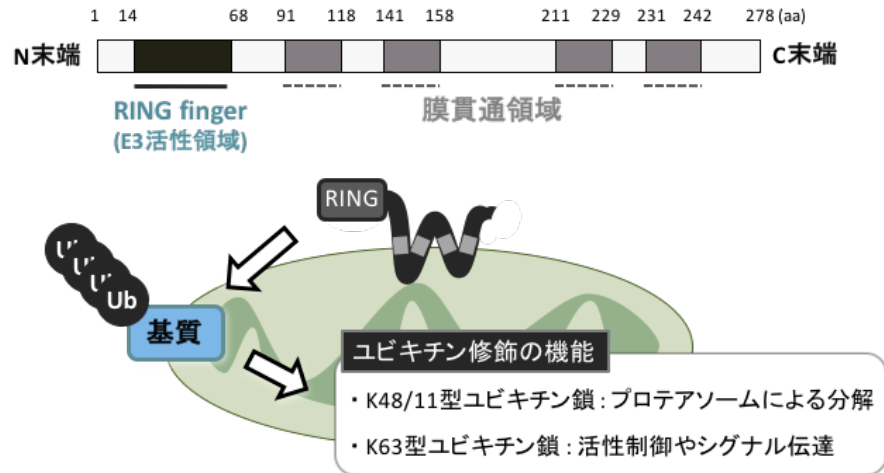 1 14 68 91 118 141 158 211 229 231 242 278 (aa)
N末端 C末端
RING finger
(E3活性領域)
膜貫通領域
RING
Ub
基質
ユビキチン修飾の機能
・K48/11型ユビキチン鎖：プロテアソームによる分解
・K63型ユビキチン鎖：活性制御やシグナル伝達